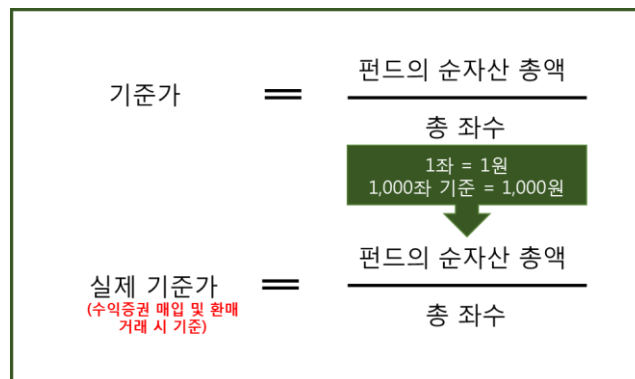 펀드의 순자산 총액
기준가 =
총 좌수
1좌 = 1원
1,000좌 기준 = 1,000원
펀드의 순자산 총액
실제 기준가 =
(수익증권 매입 및 환매
거래 시 기준)
총 좌수